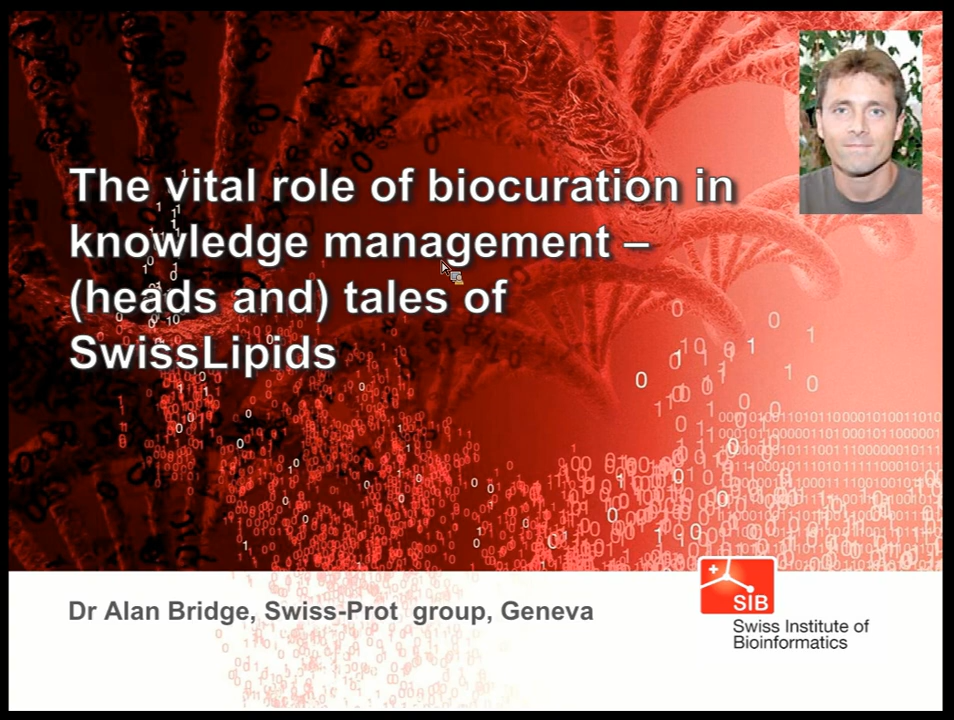 The vital role of biocuration in
knowledge management –
(heads and) tales of
SwissLipids
Dr Alan Bridge, Swiss-Prot group, Geneva
SIB
Swiss Institute of
Bioinformatics